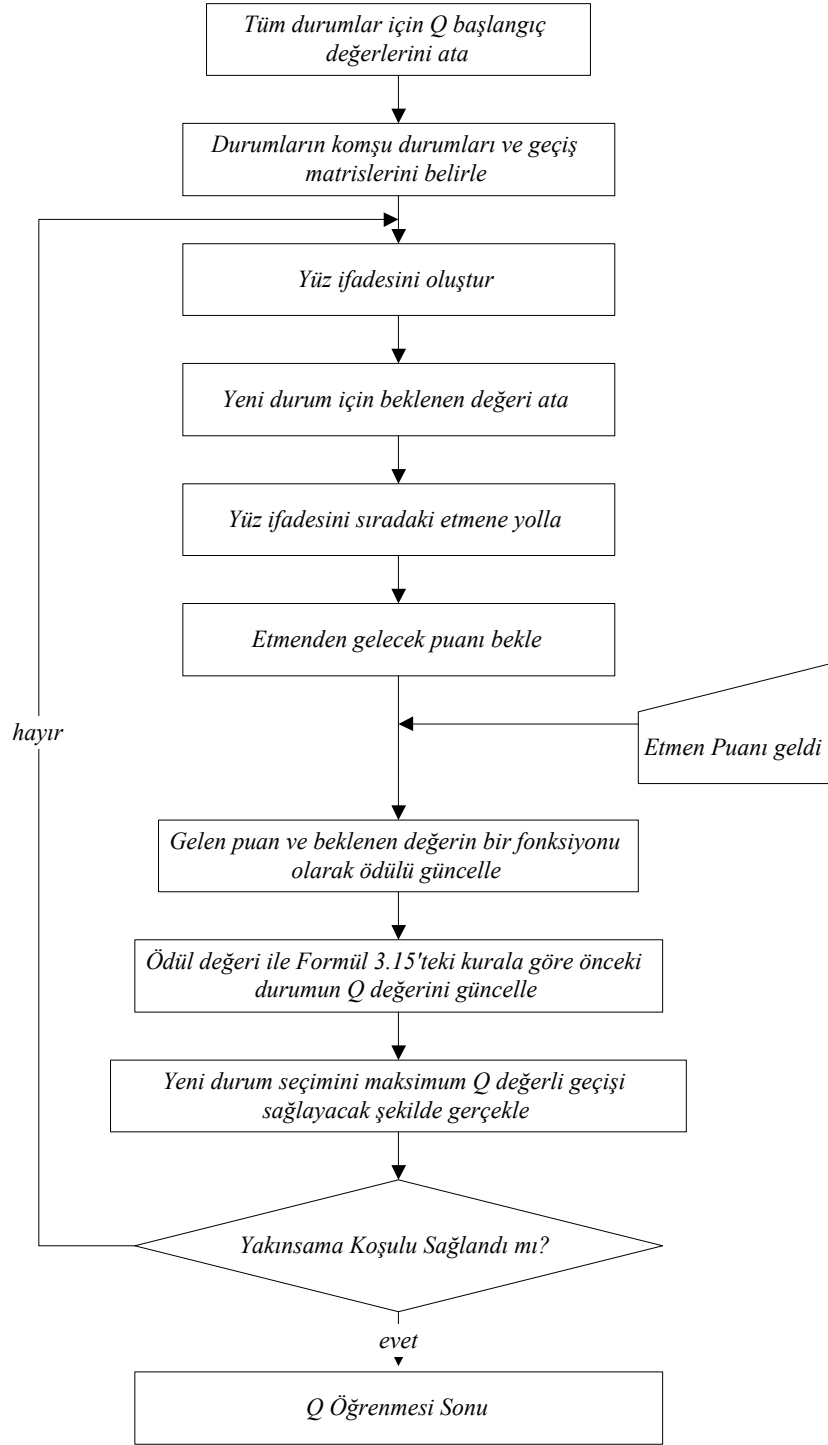 Tüm durumlar için Q başlangıç
değerlerini ata
Durumların komşu durumları ve geçiş
matrislerini belirle
Yüz ifadesini oluştur
Yeni durum için beklenen değeri ata
Yüz ifadesini sıradaki etmene yolla
Etmenden gelecek puanı bekle
hayır
Etmen Puanı geldi
Gelen puan ve beklenen değerin bir fonksiyonu
olarak ödülü güncelle
Ödül değeri ile Formül 3.15'teki kurala göre önceki
durumun Q değerini güncelle
Yeni durum seçimini maksimum Q değerli geçişi
sağlayacak şekilde gerçekle
Yakınsama Koşulu Sağlandı mı?
evet
Q Öğrenmesi Sonu